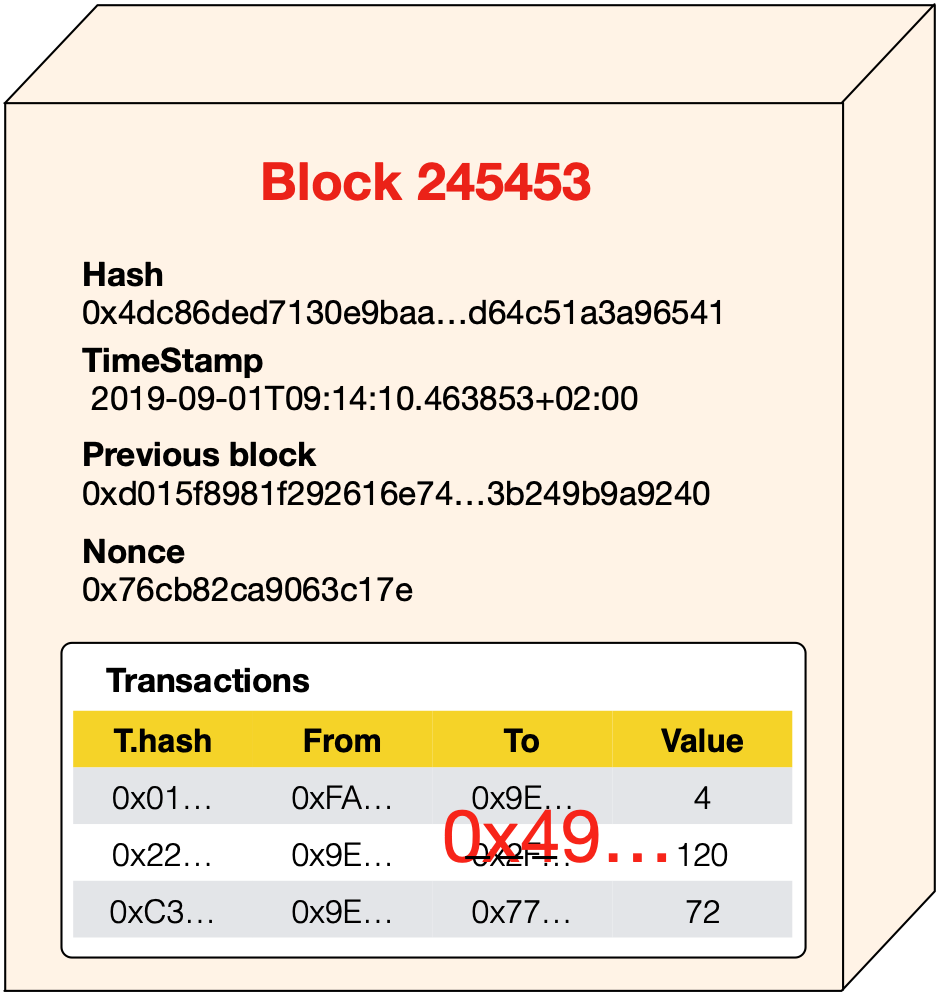 Block 245453
Hash
0x4dc86ded7130e9baa…d64c51a3a96541
TimeStamp
2019-09-01T09:14:10.463853+02:00
Previous block
0xd015f8981f292616e74…3b249b9a9240
Nonce
0x76cb82ca9063c17e
Transactions
T.hash From To Value
0x01… 0xFA… 0x9E… 4
0x49…
0x22… 0x9E… 0x2F… 120
0xC3… 0x9E… 0x77… 72